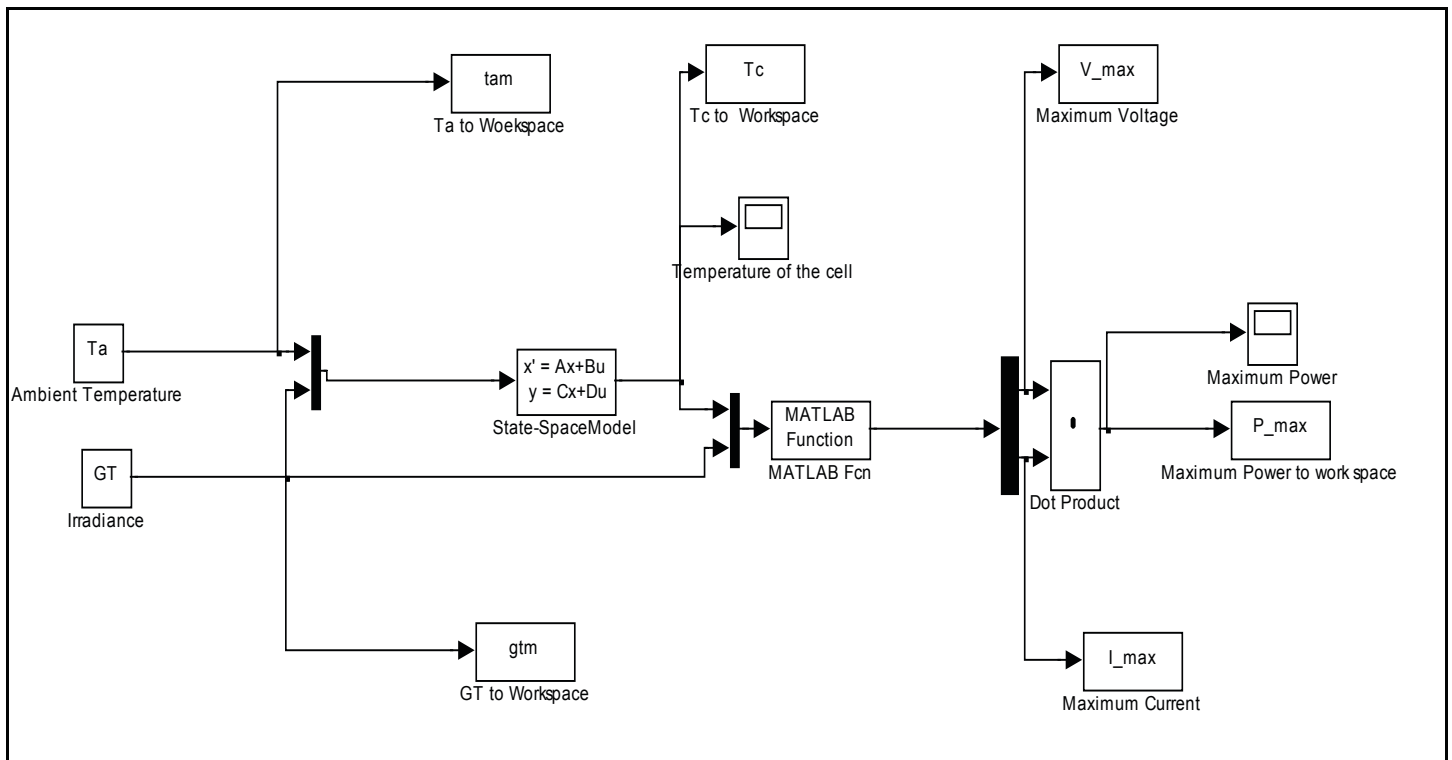 tam
Ta to Woekspace
Tc
Tc to Workspace
V_max
Maximum Voltage
Temperature of the cell
Ta
Ambient Temperature
x' = Ax+Bu
y = Cx+Du
State-SpaceModel
MATLAB
Function
MATLAB Fcn
Dot Product
Maximum Power
P_max
Maximum Power to work space
GT
Irradiance
gtm
GT to Workspace
I_max
Maximum Current